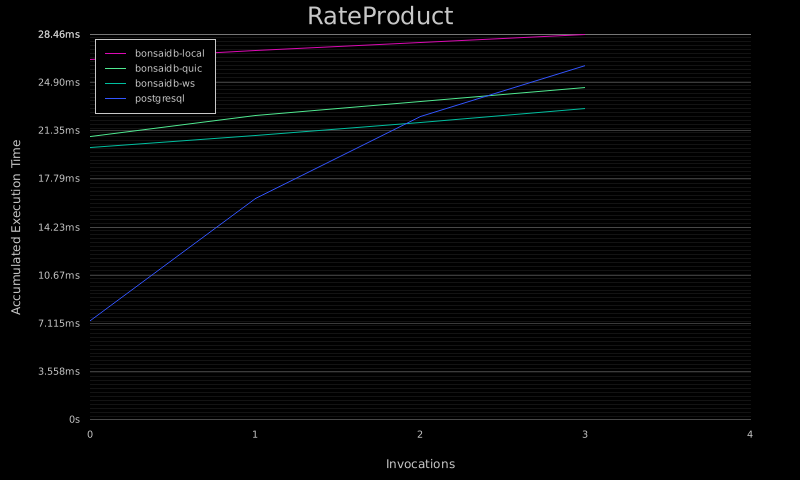 RateProduct
28.46ms
24.90ms
21.35ms
17.79ms
14.23ms
10.67ms
7.115ms
3.558ms
0s
bonsaidb-local
bonsaidb-quic
bonsaidb-ws
postgresql
Accumulated Execution Time
0 1 2 3 4
Invocations